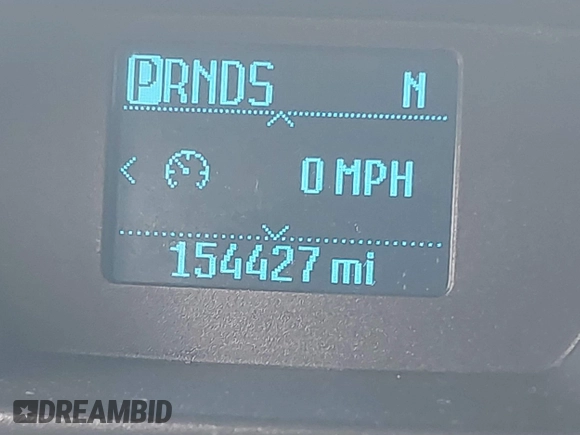 PRNDS N
0 MPH
154427 mi
DREAMBID